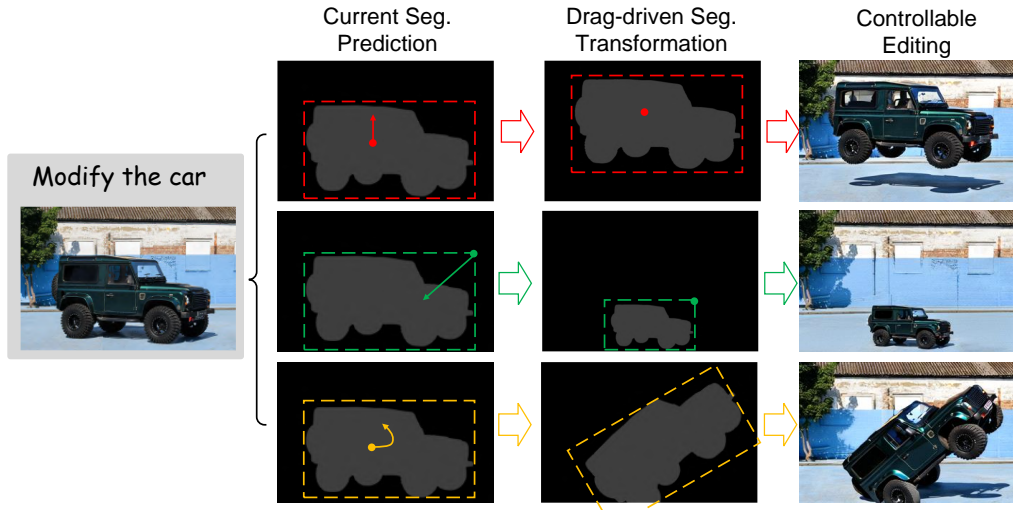 Current Seg.
Prediction
Drag-driven Seg.
Transformation
Controllable
Editing
Modify the car